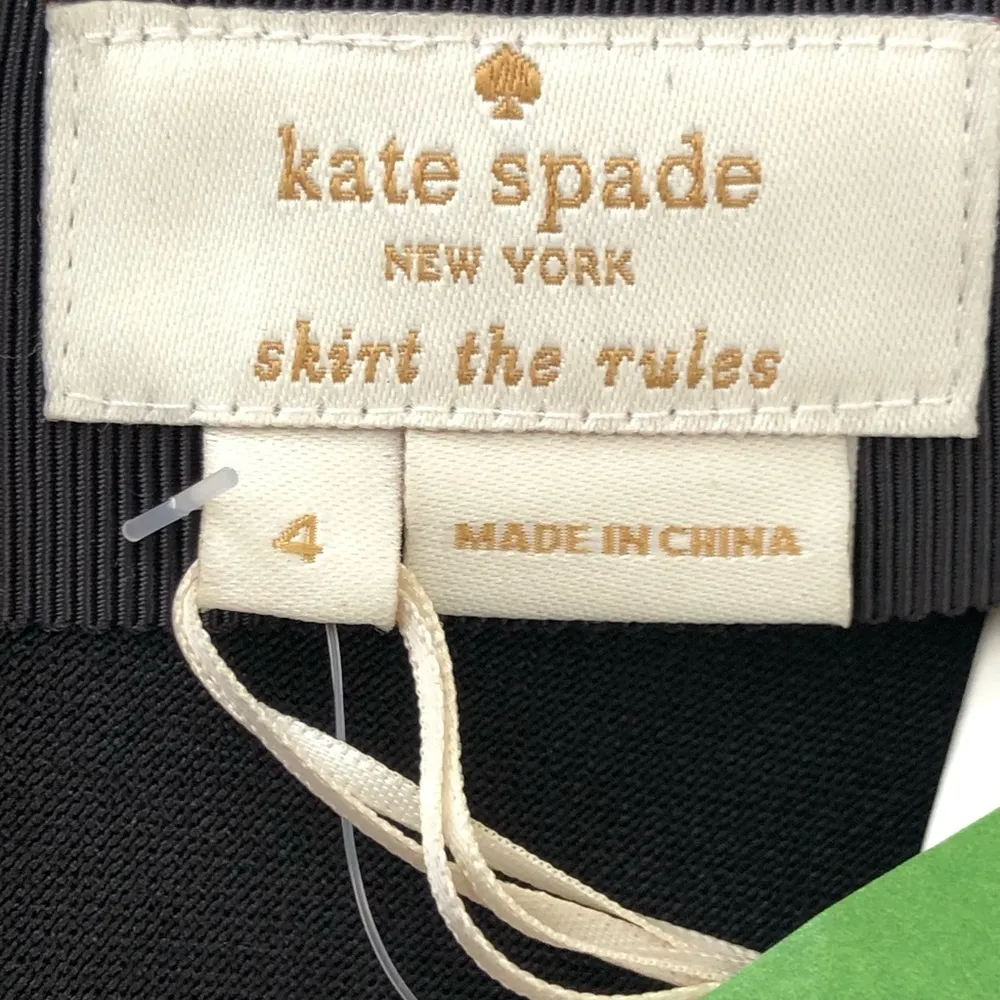 kate spade
NEW YORK
skirt the rules
4
MADE IN CHINA